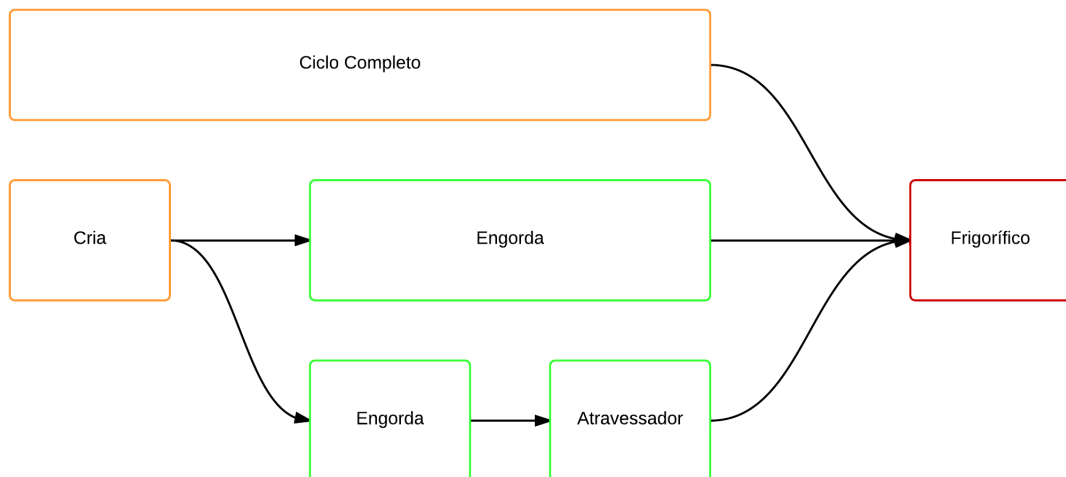 Ciclo Completo
Cria
Engorda
Frigorífico
Engorda
Atravessador